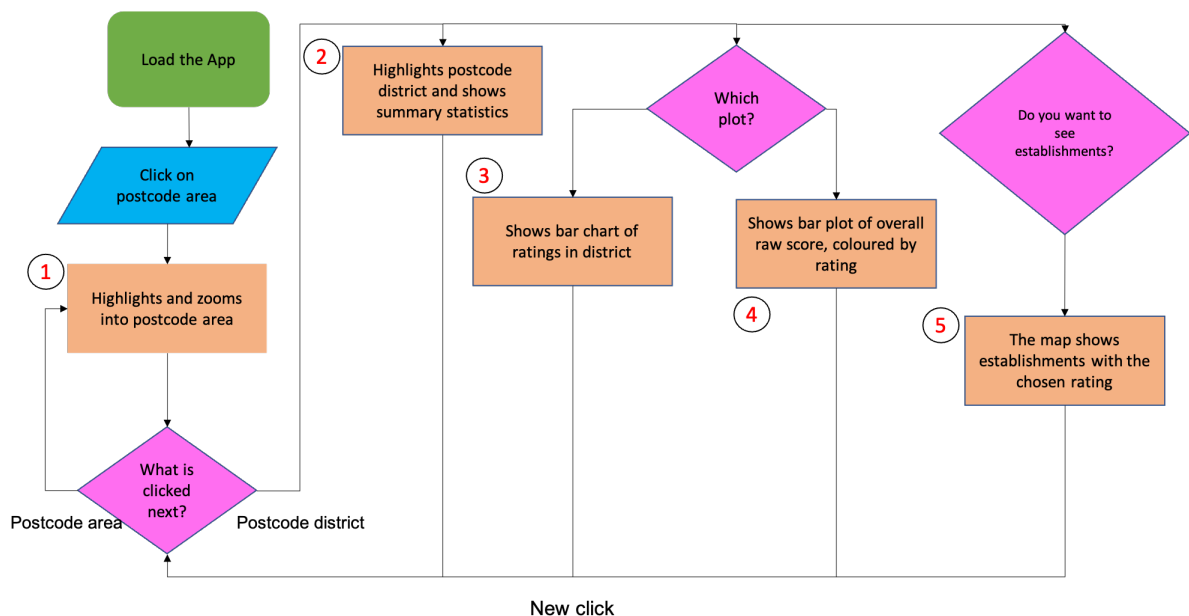 Load the App
Click on
postcode area
1
Highlights and zooms
into postcode area
What is
clicked
next?
Postcode area
Postcode district
2
Highlights postcode
district and shows
summary statistics
Which
plot?
3
Shows bar chart of
ratings in district
Shows bar plot of overall
raw score, coloured by
rating
4
Do you want to
see
establishments?
5
The map shows
establishments with the
chosen rating
New click